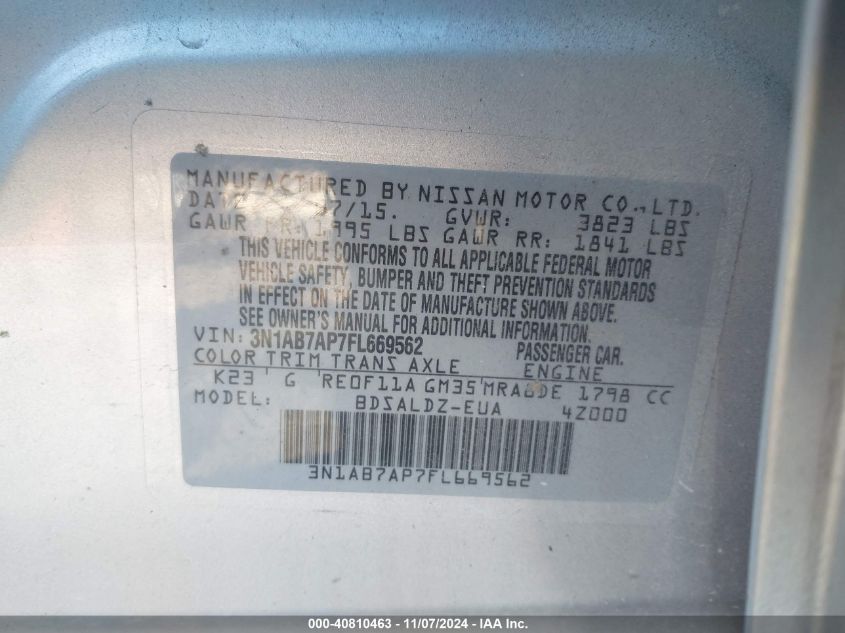 MANUFACTURED BY NISSAN MOTOR CO., LTD.
7/15. GVWR: 3823 LBS
GAWR FR: 1995 LBS GAWR RR: 1841 LBS
THIS VEHICLE CONFORMS TO ALL APPLICABLE FEDERAL MOTOR
VEHICLE SAFETY, BUMPER AND THEFT PREVENTION STANDARDS
IN EFFECT ON THE DATE OF MANUFACTURE SHOWN ABOVE.
SEE OWNER'S MANUAL FOR ADDITIONAL INFORMATION.
VIN: 3N1AB7AP7FL669562 PASSENGER CAR.
COLOR TRIM TRANS AXLE ENGINE
K23 G RE0F11A GM35 MRA8DE 1798 CC
MODEL: BDSALDZ-EUA 4Z000
3N1AB7AP7FL669562
000-40810463 - 11/07/2024 - IAA Inc.